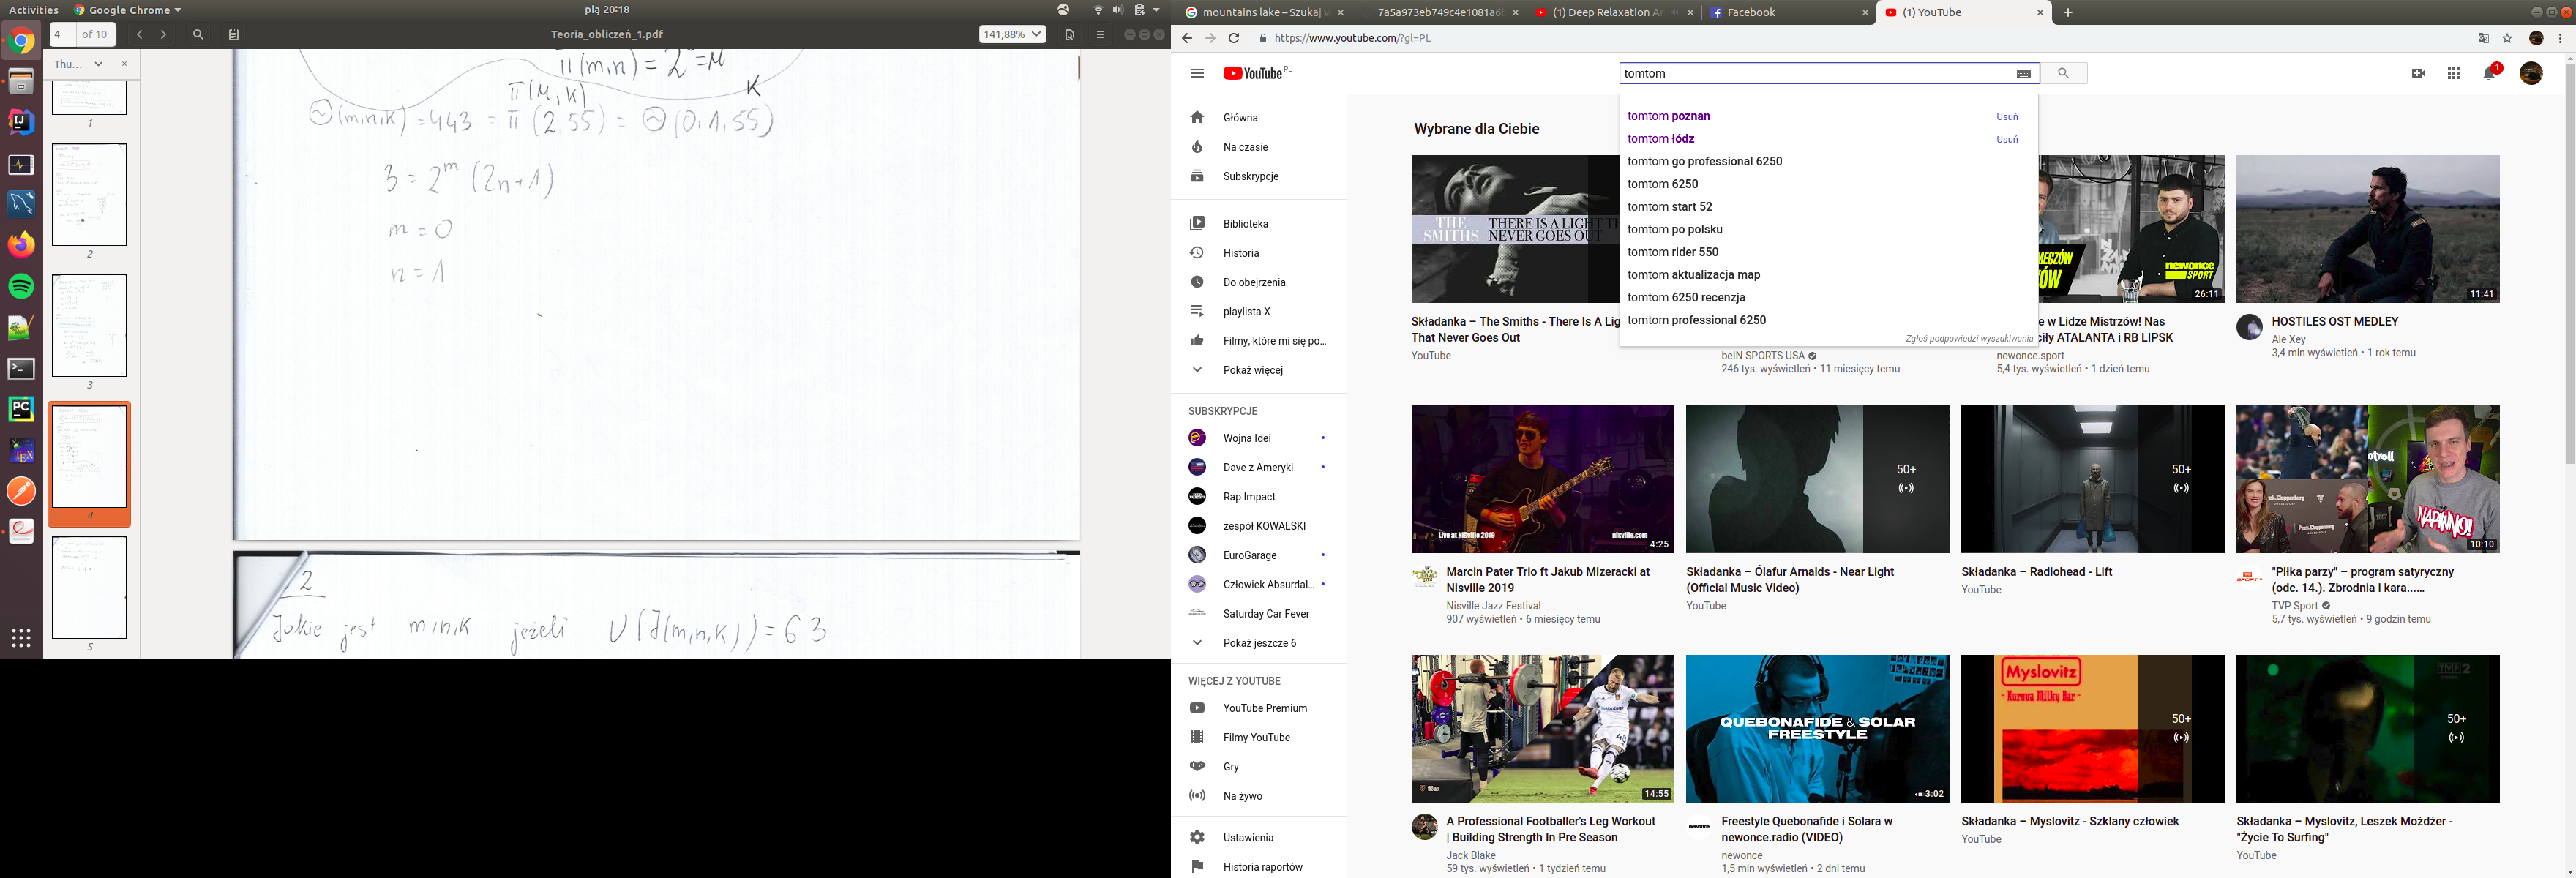 Activities
Google Chrome
pią 20:18
4
of 10
Teoria_obliczeń_1.pdf
141,88%
Thu...
1
2
3
4
5
π(m,n) = 2
π(M,K)
K
(m,n,K) = 443 = π(2,55) = (0,1,55)
3 = 2^m (2n+1)
m = 0
n = 1
2
Jakie jest m,n,K jeżeli U(J(m,n,K)) = 63
mountains lake – Szukaj
7a5a973eb749c4e1081a6
(1) Deep Relaxation A
Facebook
(1) YouTube
https://www.youtube.com/?gl=PL
YouTube PL
tomtom
1
tomtom poznan
Usuń
tomtom łódz
Usuń
tomtom go professional 6250
tomtom 6250
tomtom start 52
tomtom po polsku
tomtom rider 550
tomtom aktualizacja map
tomtom 6250 recenzja
tomtom professional 6250
Zgłoś podpowiedzi wyszukiwania
Główna
Na czasie
Subskrypcje
Biblioteka
Historia
Do obejrzenia
playlista X
Filmy, które mi się po...
Pokaż więcej
SUBSKRYPCJE
Wojna Idei
Dave z Ameryki
Rap Impact
zespół KOWALSKI
EuroGarage
Człowiek Absurdal...
Saturday Car Fever
Pokaż jeszcze 6
WIĘCEJ Z YOUTUBE
YouTube Premium
Filmy YouTube
Gry
Na żywo
Ustawienia
Historia raportów
Wybrane dla Ciebie
THE SMITHS
THERE IS A LIGHT TH
NEVER GOES OUT
Składanka – The Smiths - There Is A Lig
That Never Goes Out
YouTube
beIN SPORTS USA
246 tys. wyświetleń • 11 miesięcy temu
newonce SPORT
26:11
e w Lidze Mistrzów! Nas
ciły ATALANTA i RB LIPSK
newonce.sport
5,4 tys. wyświetleń • 1 dzień temu
11:41
HOSTILES OST MEDLEY
Ale Xey
3,4 mln wyświetleń • 1 rok temu
Live at Nišville 2019
nisville.com
4:25
Marcin Pater Trio ft Jakub Mizeracki at
Nisville 2019
Nisville Jazz Festival
907 wyświetleń • 6 miesięcy temu
50+
Składanka – Ólafur Arnalds - Near Light
(Official Music Video)
YouTube
50+
Składanka – Radiohead - Lift
YouTube
otroll
NAPIWNO!
10:10
"Piłka parzy" – program satyryczny
(odc. 14.). Zbrodnia i kara......
TVP Sport
5,7 tys. wyświetleń • 9 godzin temu
14:55
A Professional Footballer's Leg Workout
| Building Strength In Pre Season
Jack Blake
59 tys. wyświetleń • 1 tydzień temu
QUEBONAFIDE & SOLAR
FREESTYLE
3:02
Freestyle Quebonafide i Solara w
newonce.radio (VIDEO)
newonce
1,5 mln wyświetleń • 2 dni temu
Myslovitz
- Korova Milky Bar -
50+
Składanka – Myslovitz - Szklany człowiek
YouTube
TVP 2
50+
Składanka – Myslovitz, Leszek Możdżer -
"Życie To Surfing"
YouTube